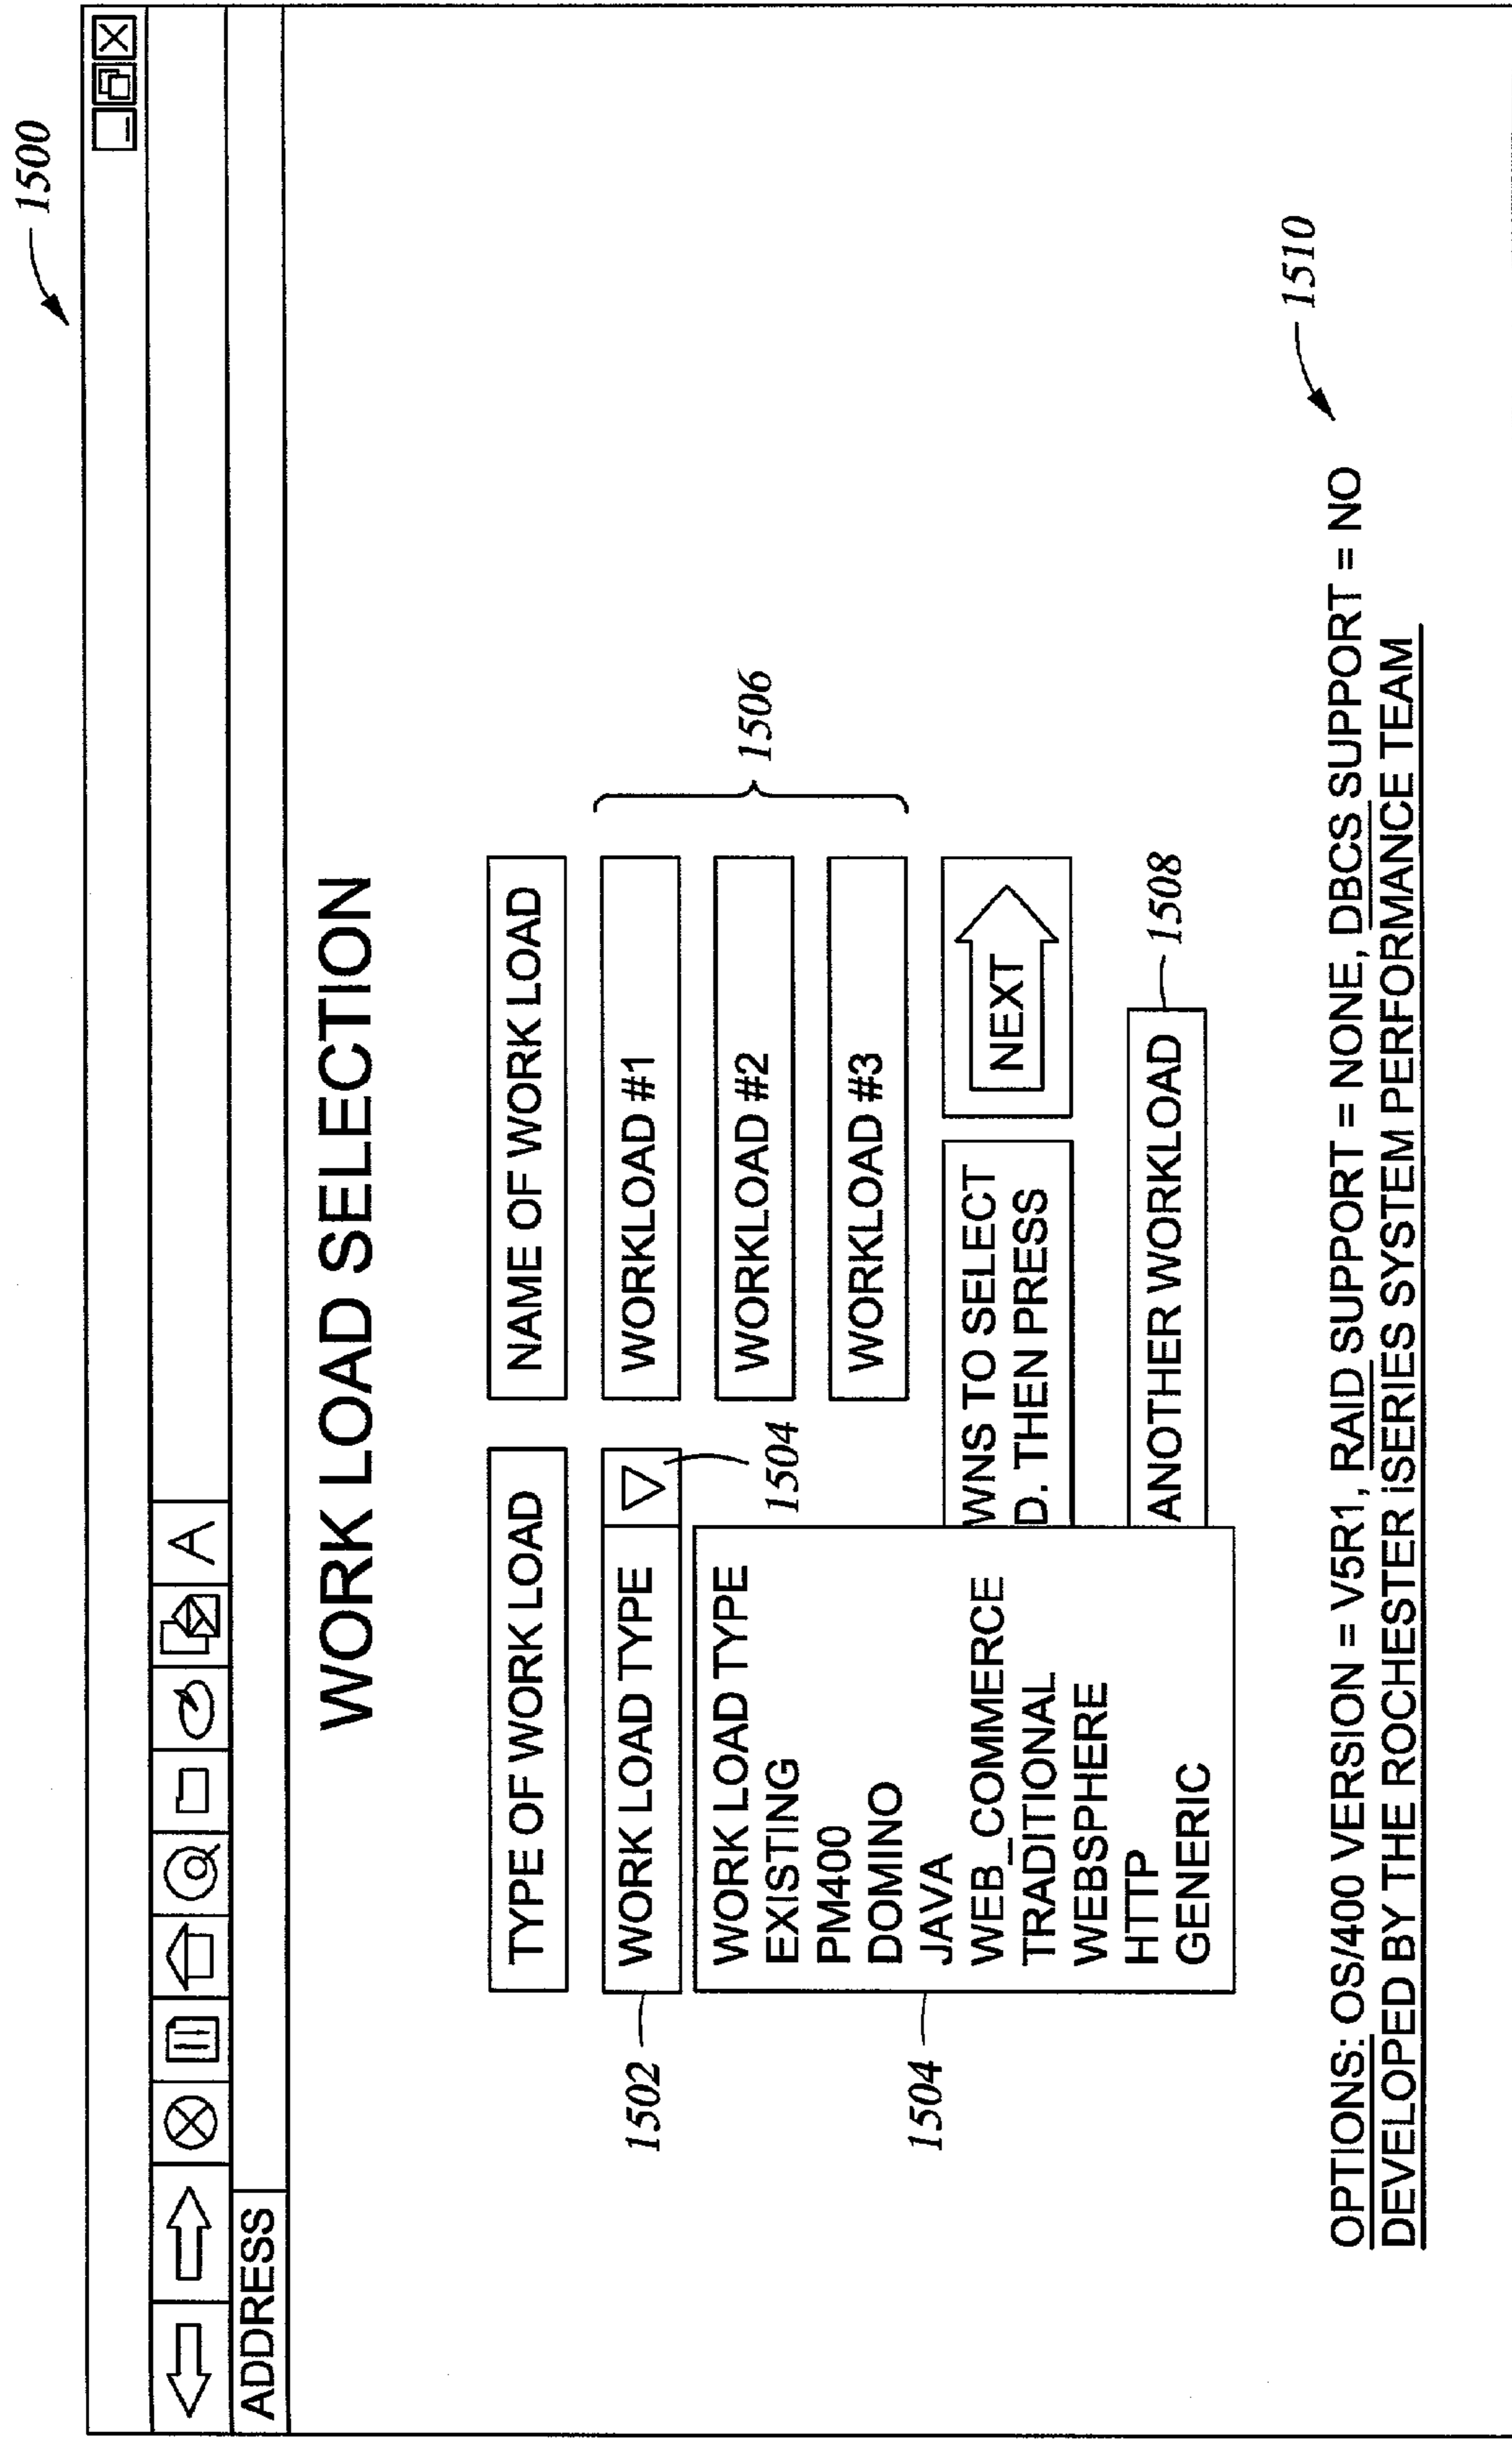 1500
ADDRESS
A
WORK LOAD SELECTION
TYPE OF WORK LOAD
NAME OF WORK LOAD
1502
WORK LOAD TYPE
1504
WORKLOAD #1
WORKLOAD #2
WORKLOAD #3
1506
1504
WORK LOAD TYPE
EXISTING
PM400
DOMINO
JAVA
WEB_COMMERCE
TRADITIONAL
WEBSPHERE
HTTP
GENERIC
WNS TO SELECT
D. THEN PRESS
NEXT
ANOTHER WORKLOAD
1508
1510
OPTIONS: OS/400 VERSION = V5R1, RAID SUPPORT = NONE, DBCS SUPPORT = NO
DEVELOPED BY THE ROCHESTER iSERIES SYSTEM PERFORMANCE TEAM